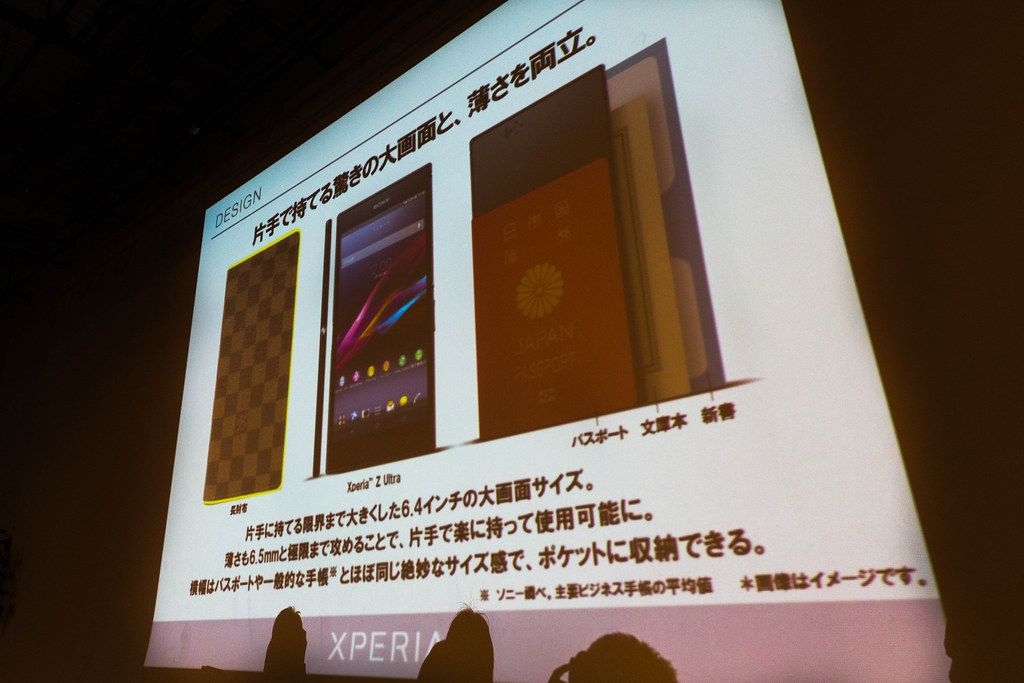 DESIGN
片手で持てる驚きの大画面と、薄さを両立。
SONY
日本国
旅券
JAPAN
PASSPORT
パスポート 文庫本 新書
Xperia™ Z Ultra
長財布
片手に持てる限界まで大きくした6.4インチの大画面サイズ。
薄さも6.5mmと極限まで攻めることで、片手で楽に持って使用可能に。
横幅はパスポートや一般的な手帳※とほぼ同じ絶妙なサイズ感で、ポケットに収納できる。
※ ソニー調べ。主要ビジネス手帳の平均値 *画像はイメージです。
XPERIA